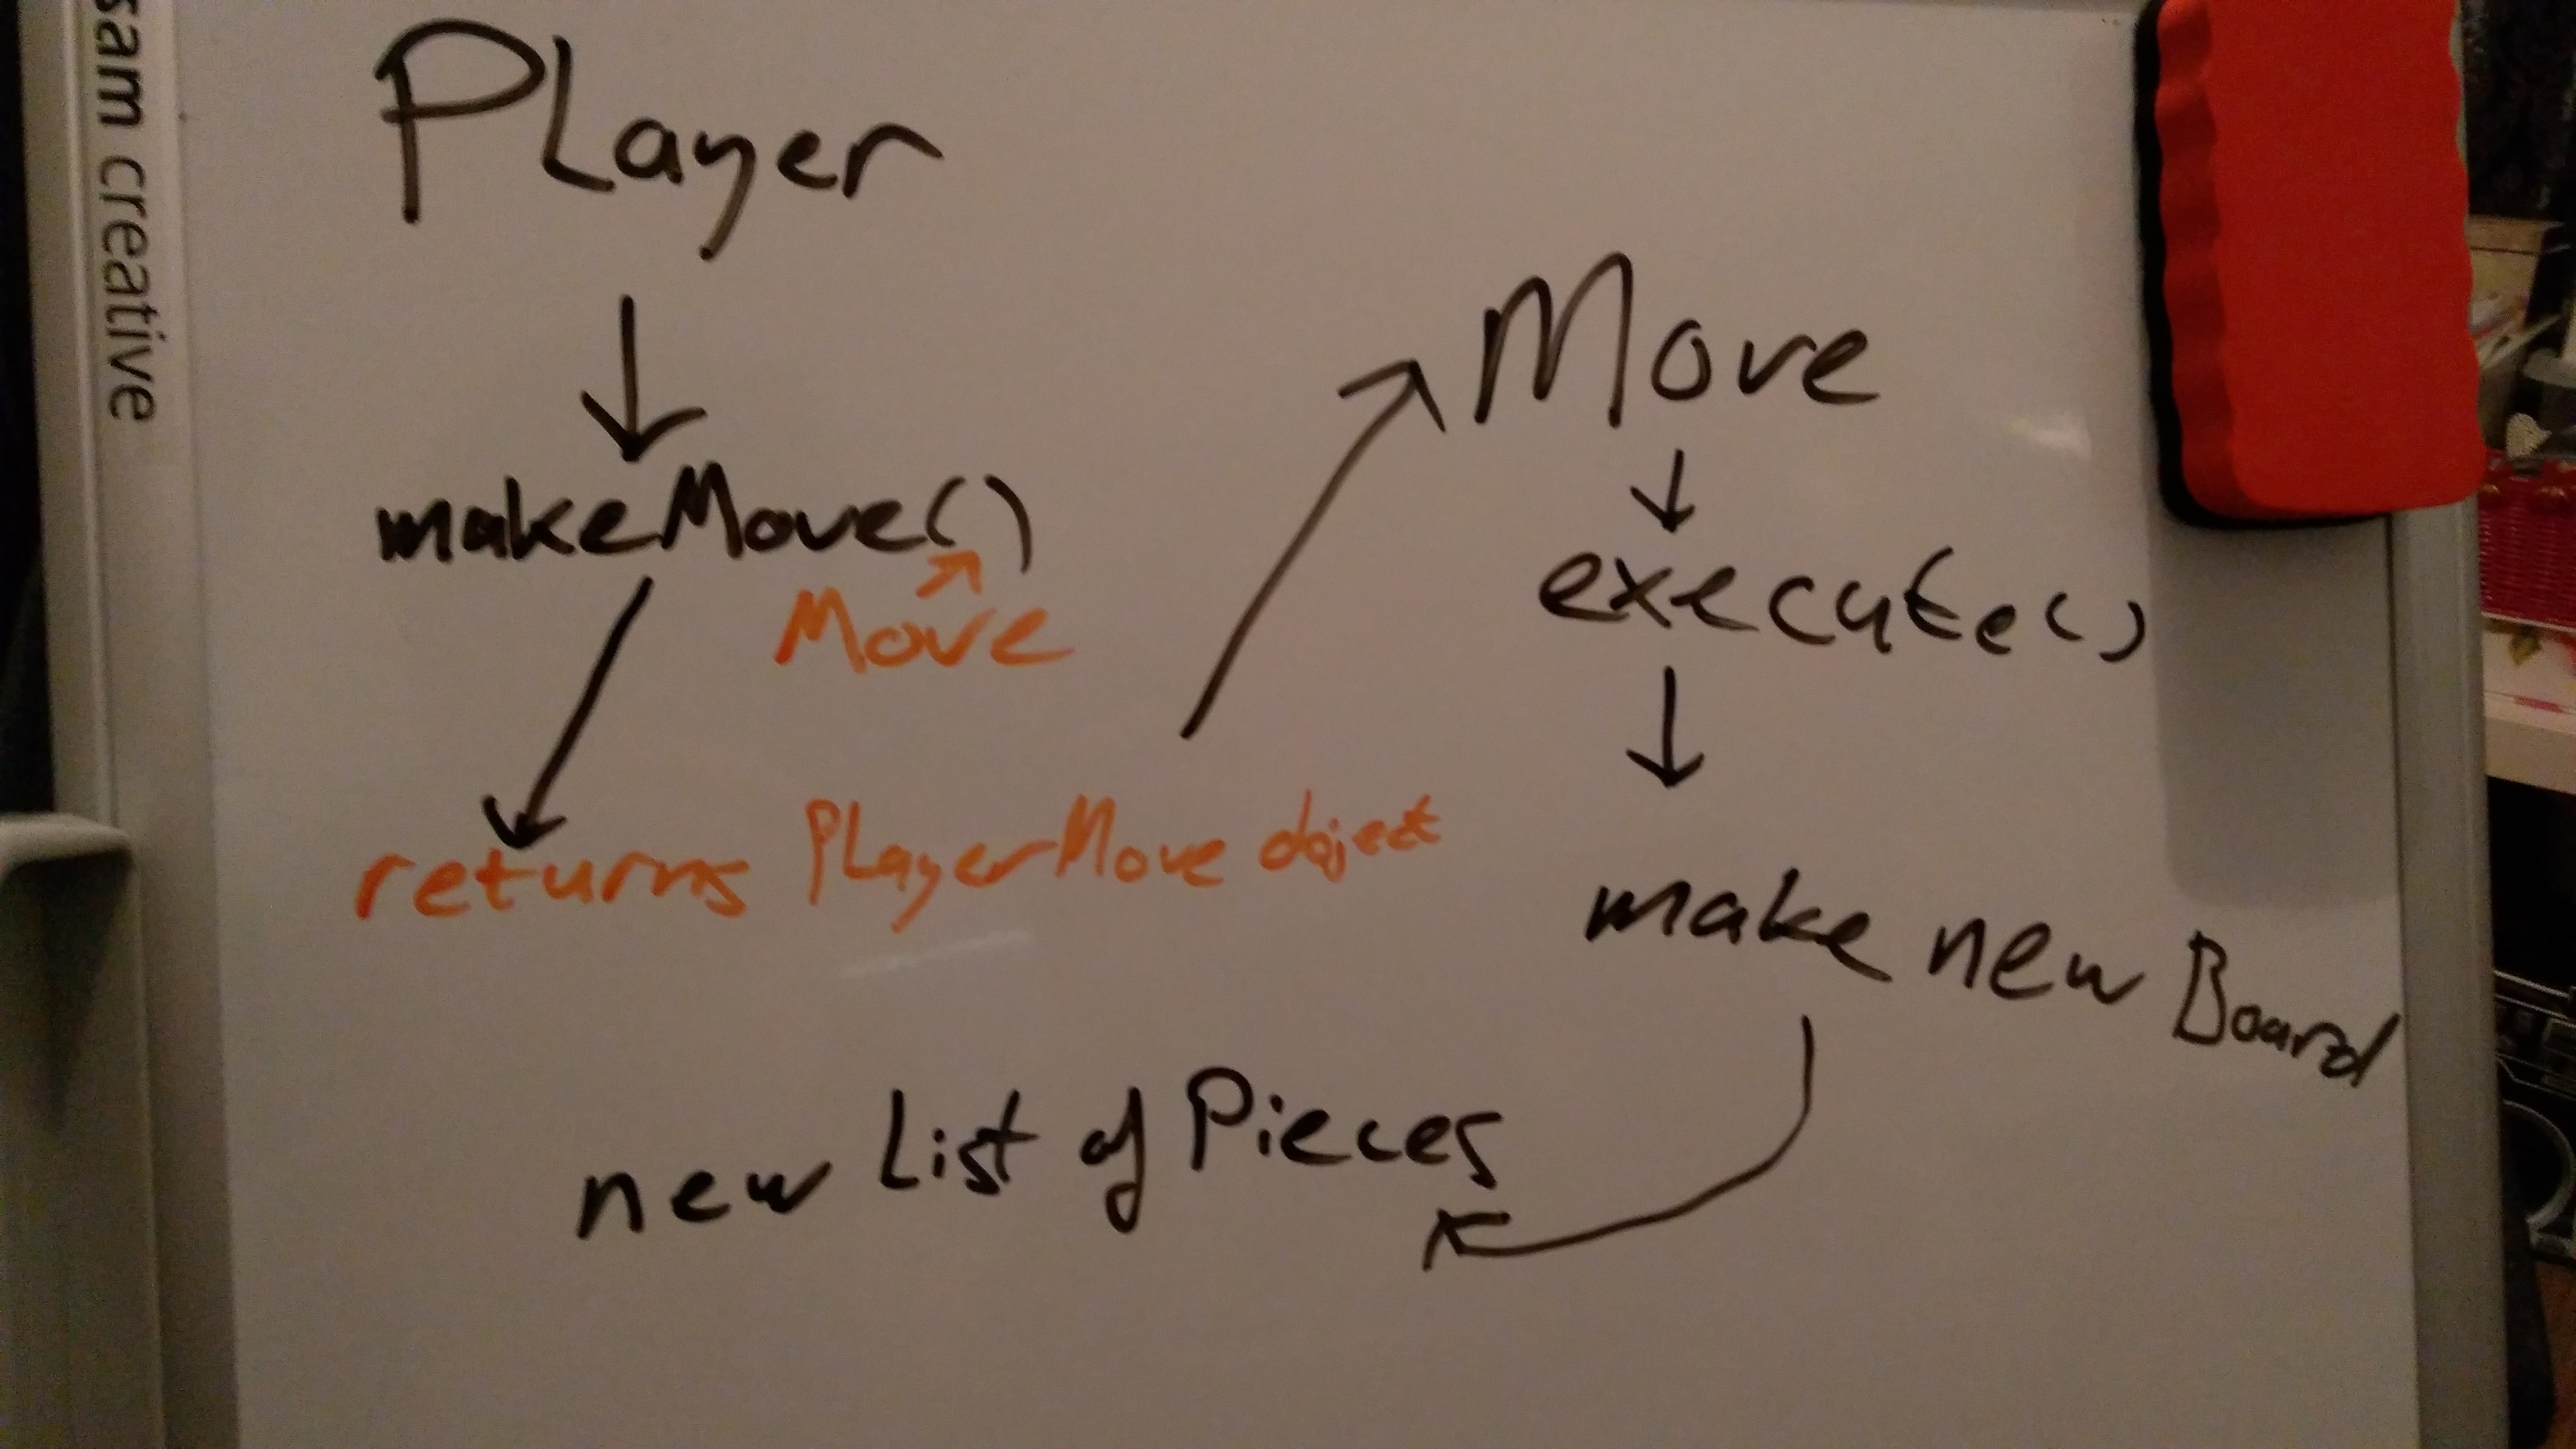 sam creative
PLayer
makeMove()
Move
returns PLayerMove object
Move
execute()
make new Board
new List of Pieces